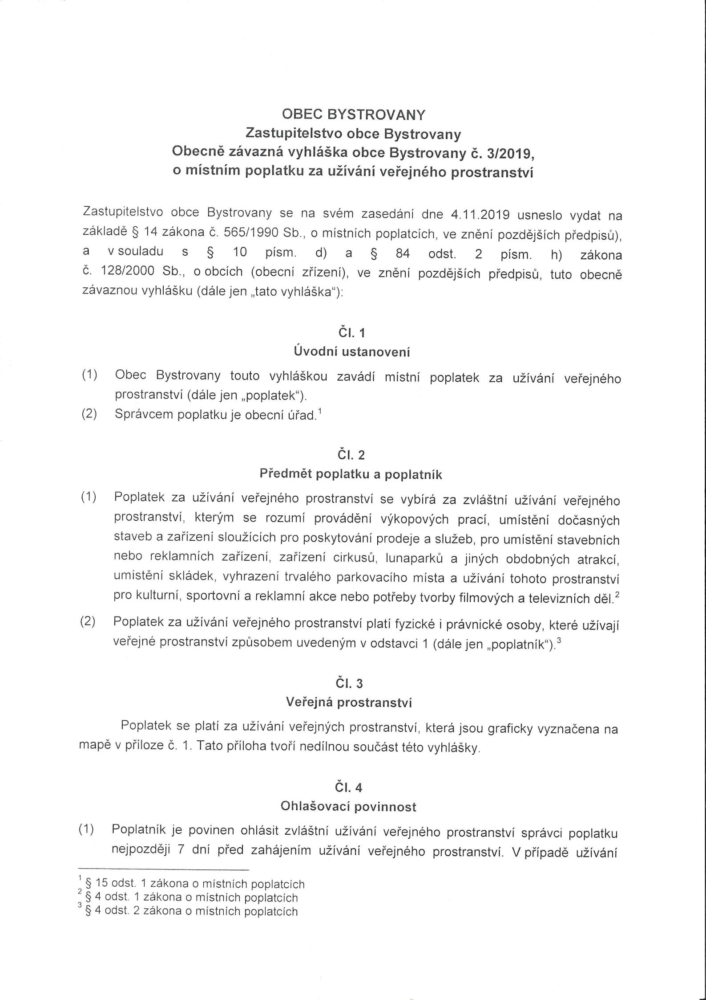 OBEC BYSTROVANY
Zastupitelstvo obce Bystrovany
Obecně závazná vyhláška obce Bystrovany č. 3/2019,
o místním poplatku za užívání veřejného prostranství
Zastupitelstvo obce Bystrovany se na svém zasedání dne 4.11.2019 usneslo vydat na
základě § 14 zákona č. 565/1990 Sb., o místních poplatcích, ve znění pozdějších předpisů),
a v souladu s § 10 písm. d) a § 84 odst. 2 písm. h) zákona
č. 128/2000 Sb., o obcích (obecní zřízení), ve znění pozdějších předpisů, tuto obecně
závaznou vyhlášku (dále jen „tato vyhláška“):
Čl. 1
Úvodní ustanovení
(1) Obec Bystrovany touto vyhláškou zavádí místní poplatek za užívání veřejného
prostranství (dále jen „poplatek“).
(2) Správcem poplatku je obecní úřad.1
Čl. 2
Předmět poplatku a poplatník
(1) Poplatek za užívání veřejného prostranství se vybírá za zvláštní užívání veřejného
prostranství, kterým se rozumí provádění výkopových prací, umístění dočasných
staveb a zařízení sloužících pro poskytování prodeje a služeb, pro umístění stavebních
nebo reklamních zařízení, zařízení cirkusů, lunaparků a jiných obdobných atrakcí,
umístění skládek, vyhrazení trvalého parkovacího místa a užívání tohoto prostranství
pro kulturní, sportovní a reklamní akce nebo potřeby tvorby filmových a televizních děl.2
(2) Poplatek za užívání veřejného prostranství platí fyzické i právnické osoby, které užívají
veřejné prostranství způsobem uvedeným v odstavci 1 (dále jen „poplatník“).3
Čl. 3
Veřejná prostranství
Poplatek se platí za užívání veřejných prostranství, která jsou graficky vyznačena na
mapě v příloze č. 1. Tato příloha tvoří nedílnou součást této vyhlášky.
Čl. 4
Ohlašovací povinnost
(1) Poplatník je povinen ohlásit zvláštní užívání veřejného prostranství správci poplatku
nejpozději 7 dní před zahájením užívání veřejného prostranství. V případě užívání
1 § 15 odst. 1 zákona o místních poplatcích
2 § 4 odst. 1 zákona o místních poplatcích
3 § 4 odst. 2 zákona o místních poplatcích